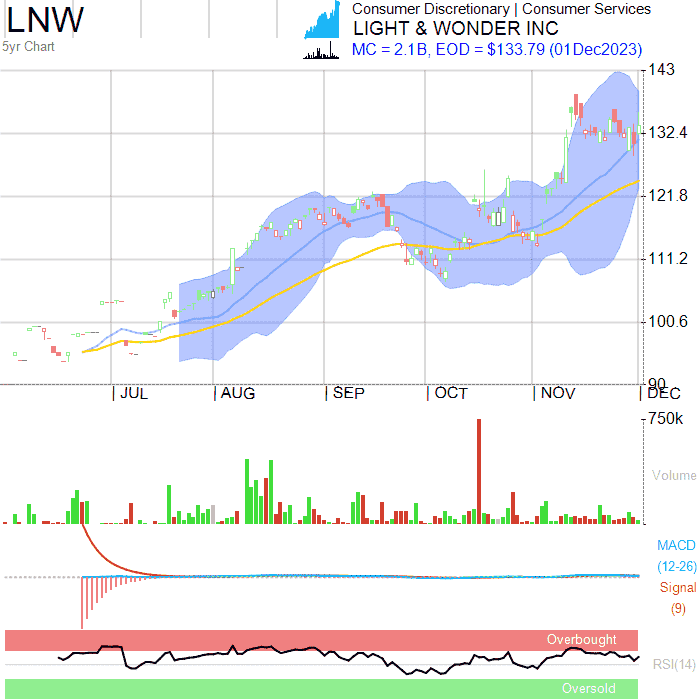 LNW
5yr Chart
Consumer Discretionary | Consumer Services
LIGHT & WONDER INC
MC = 2.1B, EOD = $133.79 (01Dec2023)
143
132.4
121.8
111.2
100.6
90
JUL AUG SEP OCT NOV DEC
750k
Volume
MACD
(12-26)
Signal
(9)
Overbought
RSI(14)
Oversold